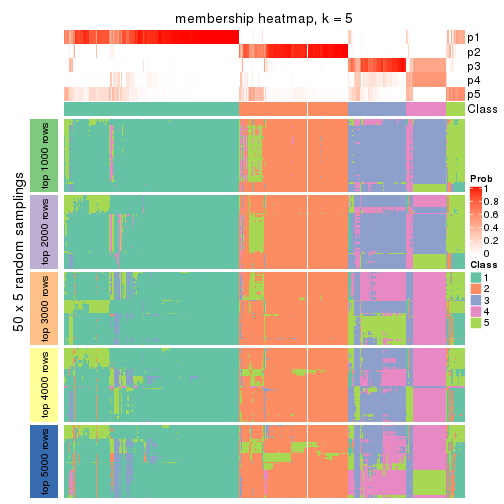 membership heatmap, k = 5
p1
p2
p3
p4
p5
Class
50 x 5 random samplings
top 1000 rows
top 2000 rows
top 3000 rows
top 4000 rows
top 5000 rows
Prob
1
0.8
0.6
0.4
0.2
0
Class
1
2
3
4
5